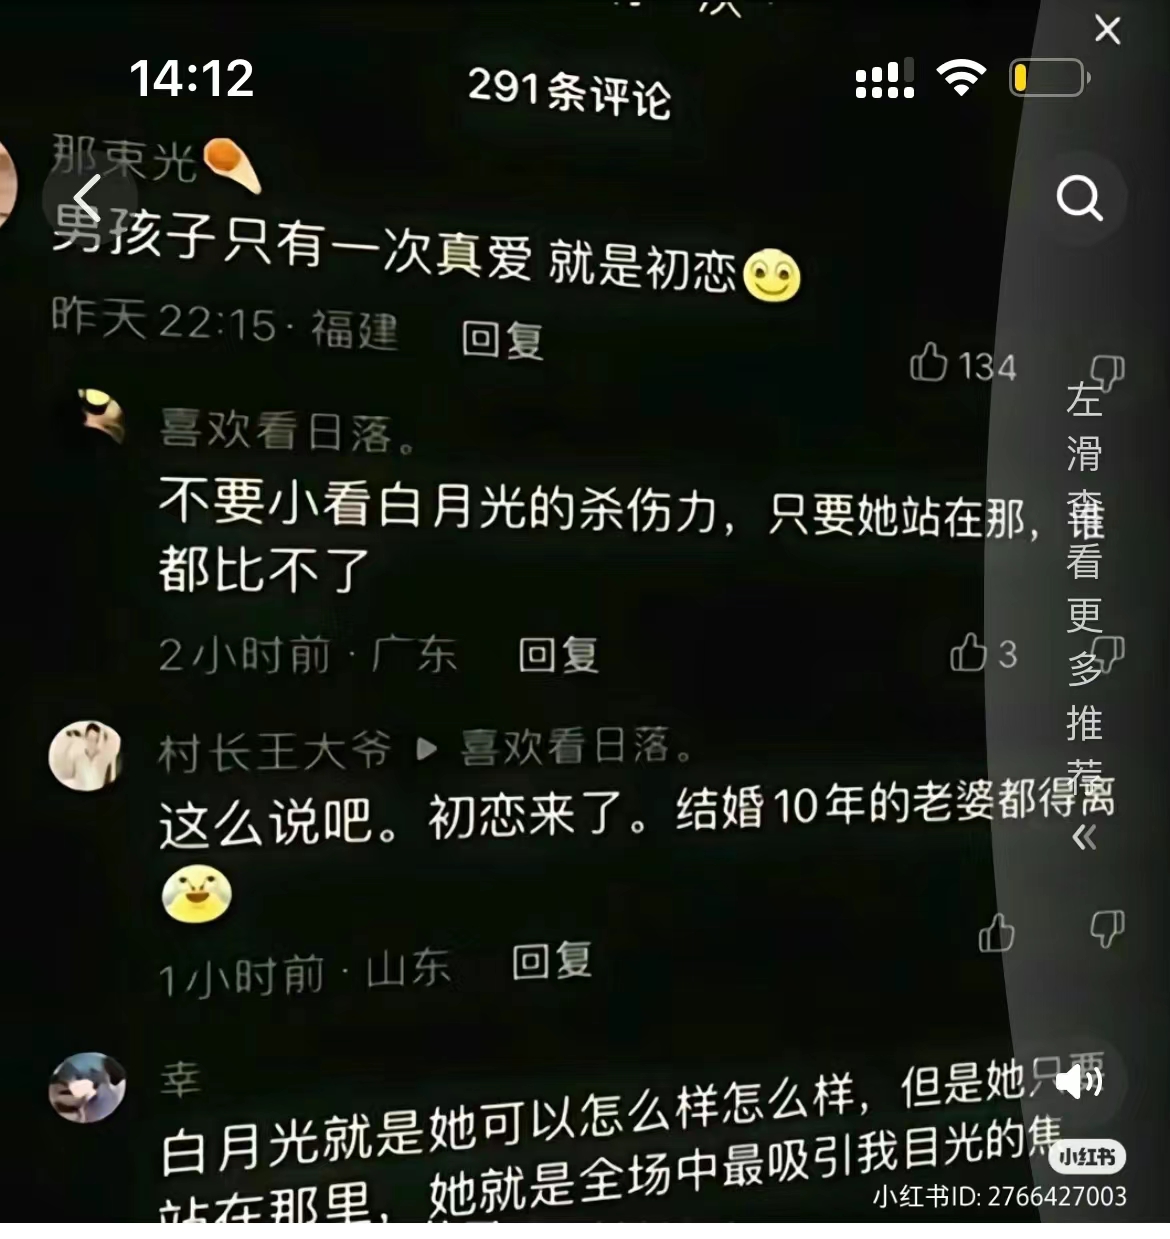 14:12
291条评论
那束光
男孩子只有一次真爱 就是初恋
昨天22:15·福建 回复
134
喜欢看日落。
不要小看白月光的杀伤力，只要她站在那，谁
都比不了
2小时前·广东 回复
3
村长王大爷 ▶ 喜欢看日落。
这么说吧。初恋来了。结婚10年的老婆都得离
1小时前·山东 回复
幸
白月光就是她可以怎么样怎么样，但是她只要
站在那里，她就是全场中最吸引我目光的焦
左滑查看更多推荐
«
小红书
小红书ID: 2766427003